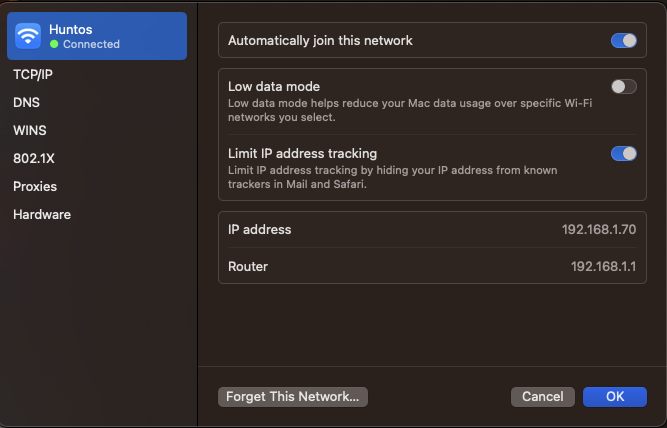 Huntos
Connected
TCP/IP
DNS
WINS
802.1X
Proxies
Hardware
Automatically join this network
Low data mode
Low data mode helps reduce your Mac data usage over specific Wi-Fi
networks you select.
Limit IP address tracking
Limit IP address tracking by hiding your IP address from known
trackers in Mail and Safari.
IP address 192.168.1.70
Router 192.168.1.1
Forget This Network... Cancel OK